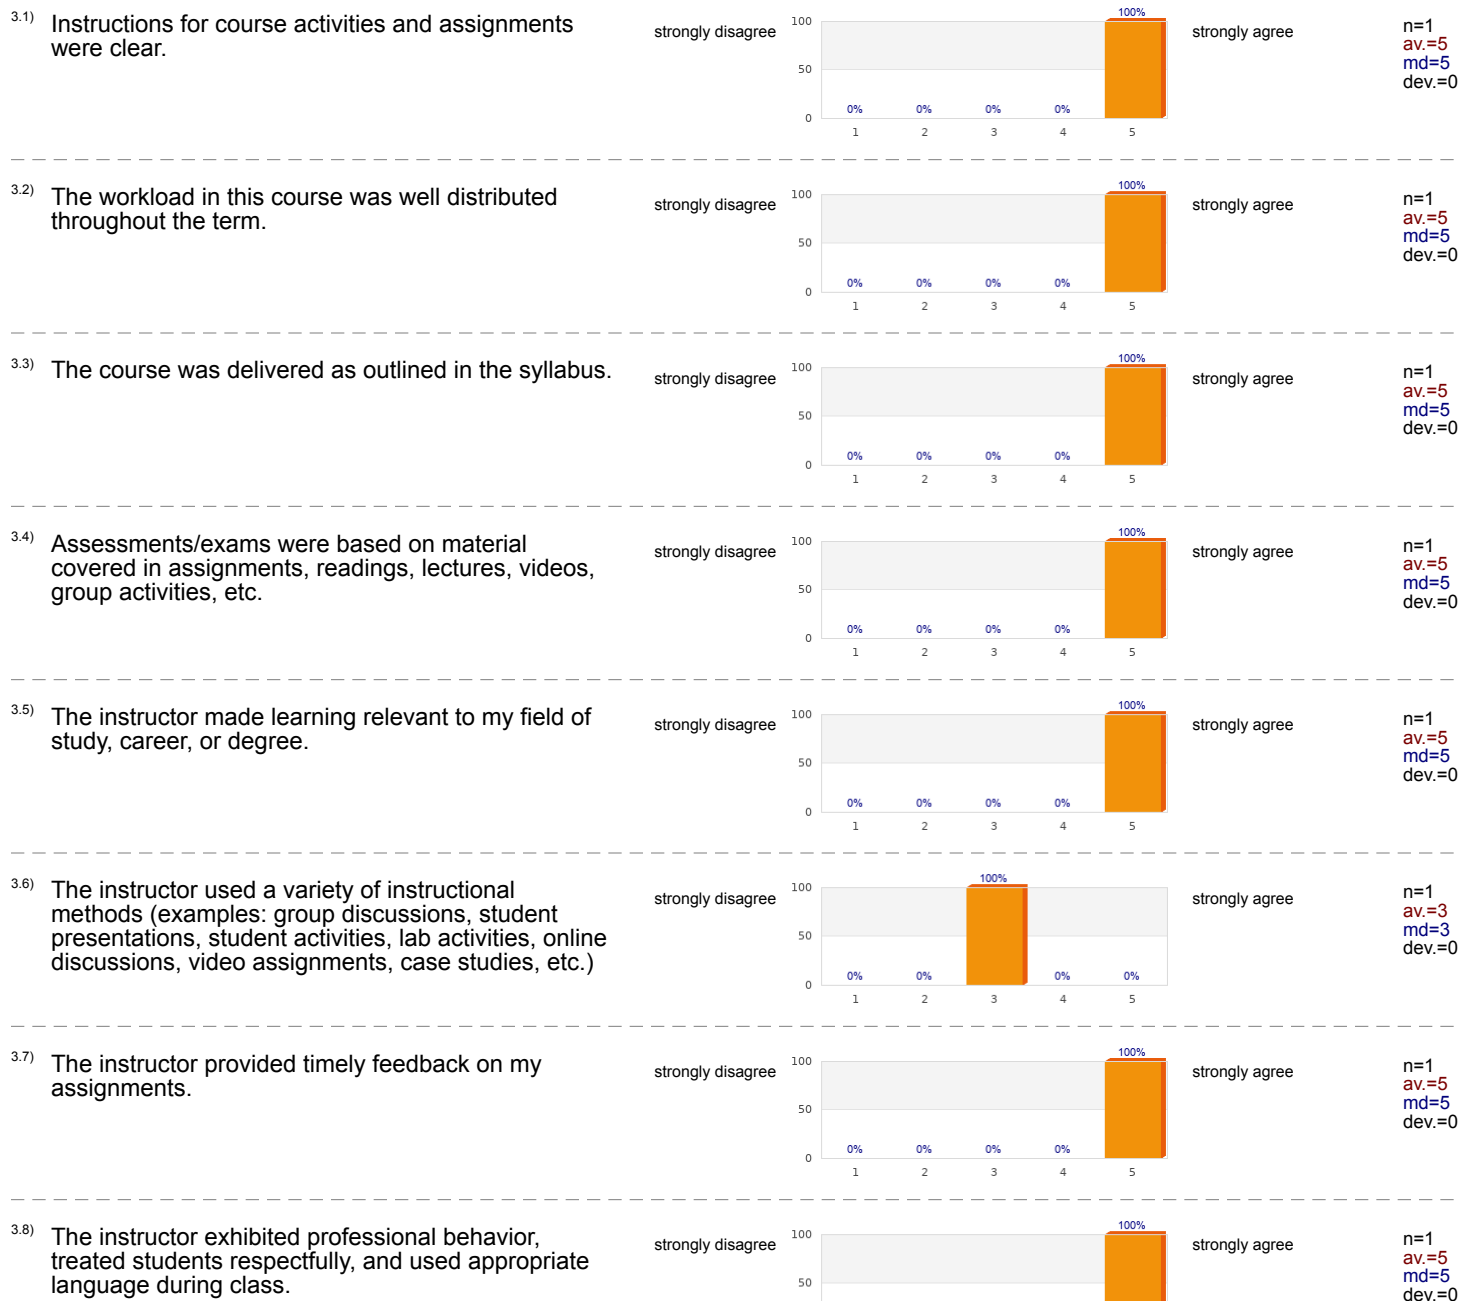 3.1) Instructions for course activities and assignments
were clear.
strongly disagree
100
50
0
0% 0% 0% 0% 100%
1 2 3 4 5
strongly agree
n=1
av.=5
md=5
dev.=0
3.2) The workload in this course was well distributed
throughout the term.
strongly disagree
100
50
0
0% 0% 0% 0% 100%
1 2 3 4 5
strongly agree
n=1
av.=5
md=5
dev.=0
3.3) The course was delivered as outlined in the syllabus.
strongly disagree
100
50
0
0% 0% 0% 0% 100%
1 2 3 4 5
strongly agree
n=1
av.=5
md=5
dev.=0
3.4) Assessments/exams were based on material
covered in assignments, readings, lectures, videos,
group activities, etc.
strongly disagree
100
50
0
0% 0% 0% 0% 100%
1 2 3 4 5
strongly agree
n=1
av.=5
md=5
dev.=0
3.5) The instructor made learning relevant to my field of
study, career, or degree.
strongly disagree
100
50
0
0% 0% 0% 0% 100%
1 2 3 4 5
strongly agree
n=1
av.=5
md=5
dev.=0
3.6) The instructor used a variety of instructional
methods (examples: group discussions, student
presentations, student activities, lab activities, online
discussions, video assignments, case studies, etc.)
strongly disagree
100
50
0
0% 0% 100% 0% 0%
1 2 3 4 5
strongly agree
n=1
av.=3
md=3
dev.=0
3.7) The instructor provided timely feedback on my
assignments.
strongly disagree
100
50
0
0% 0% 0% 0% 100%
1 2 3 4 5
strongly agree
n=1
av.=5
md=5
dev.=0
3.8) The instructor exhibited professional behavior,
treated students respectfully, and used appropriate
language during class.
strongly disagree
100
50
100%
strongly agree
n=1
av.=5
md=5
dev.=0